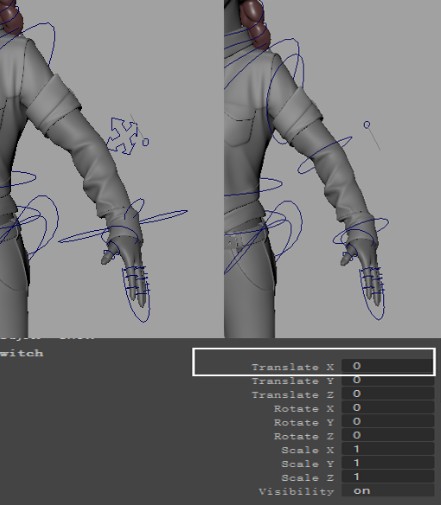 witch
Translate X 0
Translate Y 0
Translate Z 0
Rotate X 0
Rotate Y 0
Rotate Z 0
Scale X 1
Scale Y 1
Scale Z 1
Visibility on